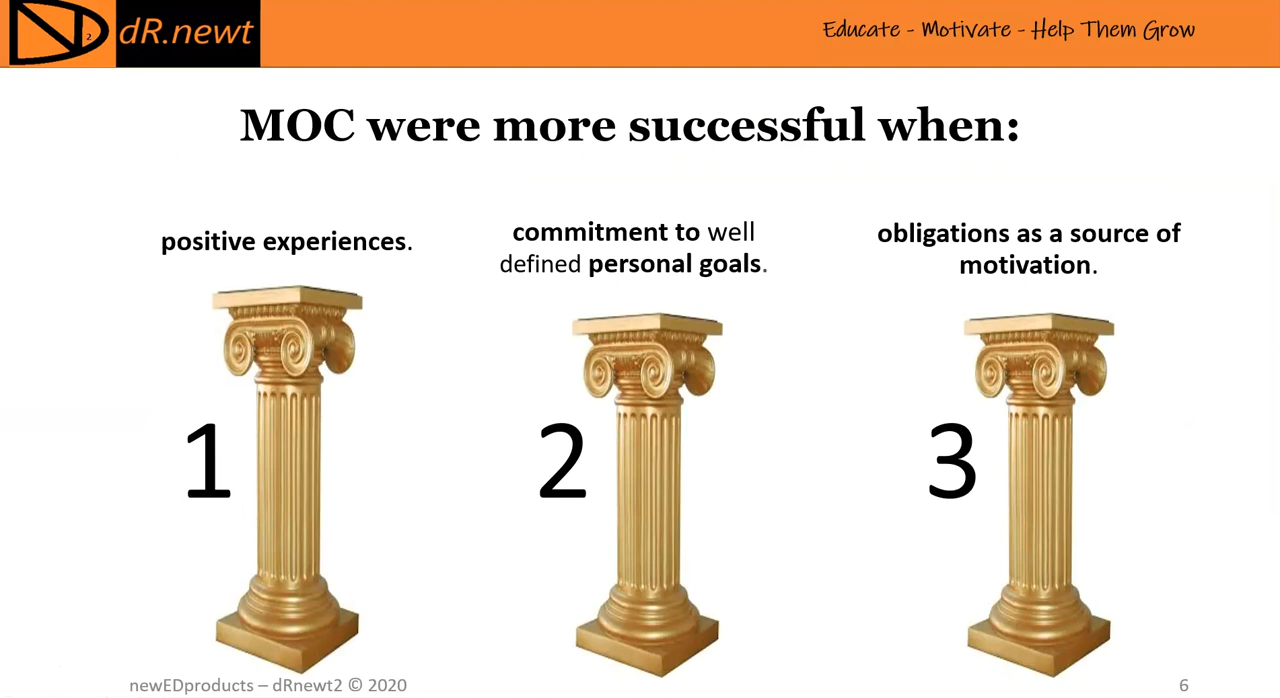 2
dR.newt
Educate - Motivate - Help Them Grow
MOC were more successful when:
positive experiences.
commitment to well
defined personal goals.
obligations as a source of
motivation.
1
2
3
newEDproducts – dRnewt2 © 2020
6